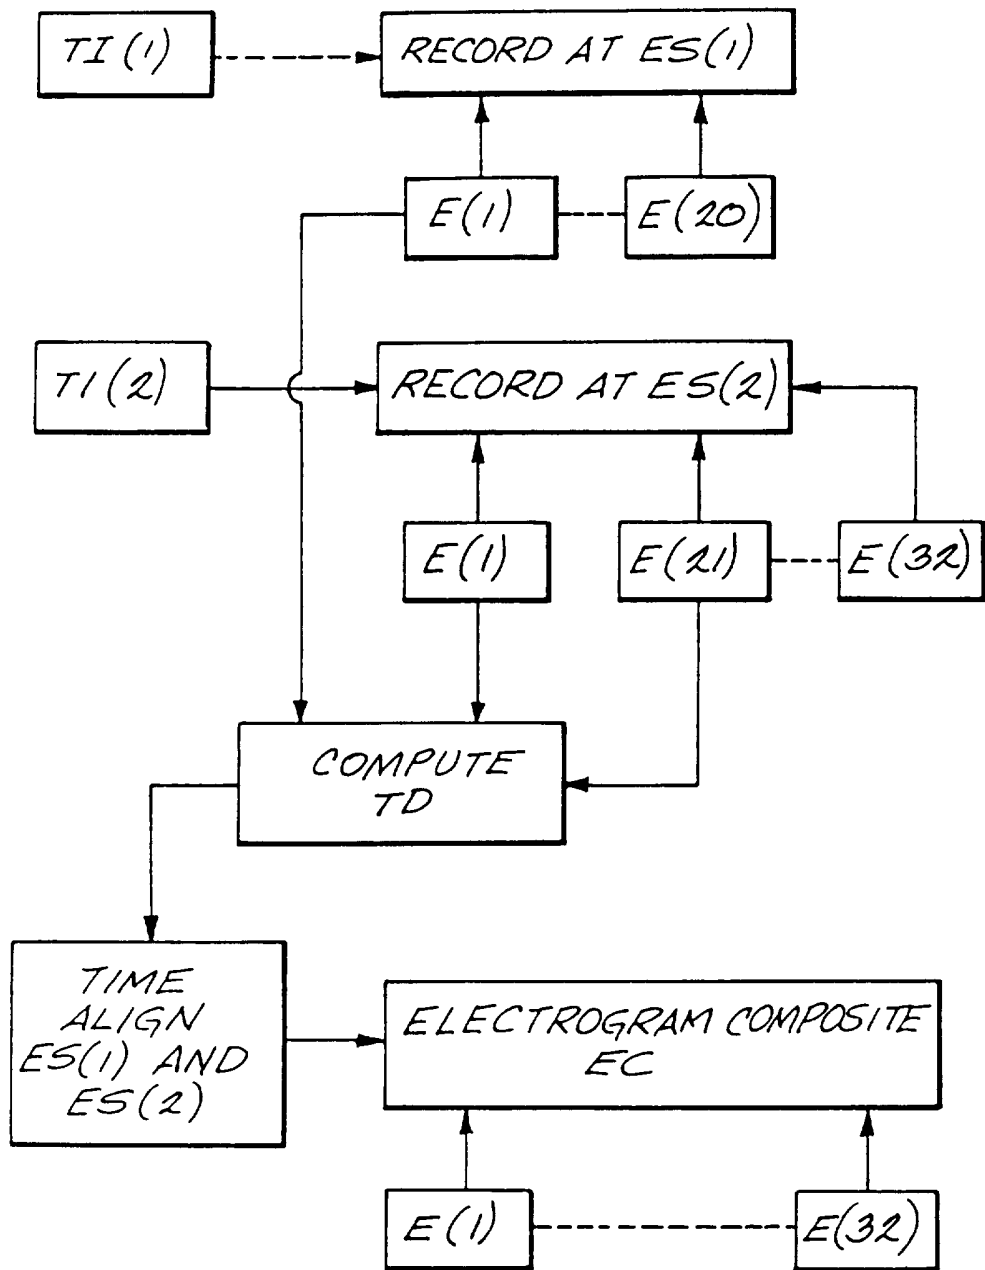 TI(1)
RECORD AT ES(1)
E(1)
E(20)
TI(2)
RECORD AT ES(2)
E(1)
E(21)
E(32)
COMPUTE
TD
TIME
ALIGN
ES(1) AND
ES(2)
ELECTROGRAM COMPOSITE
EC
E(1)
E(32)